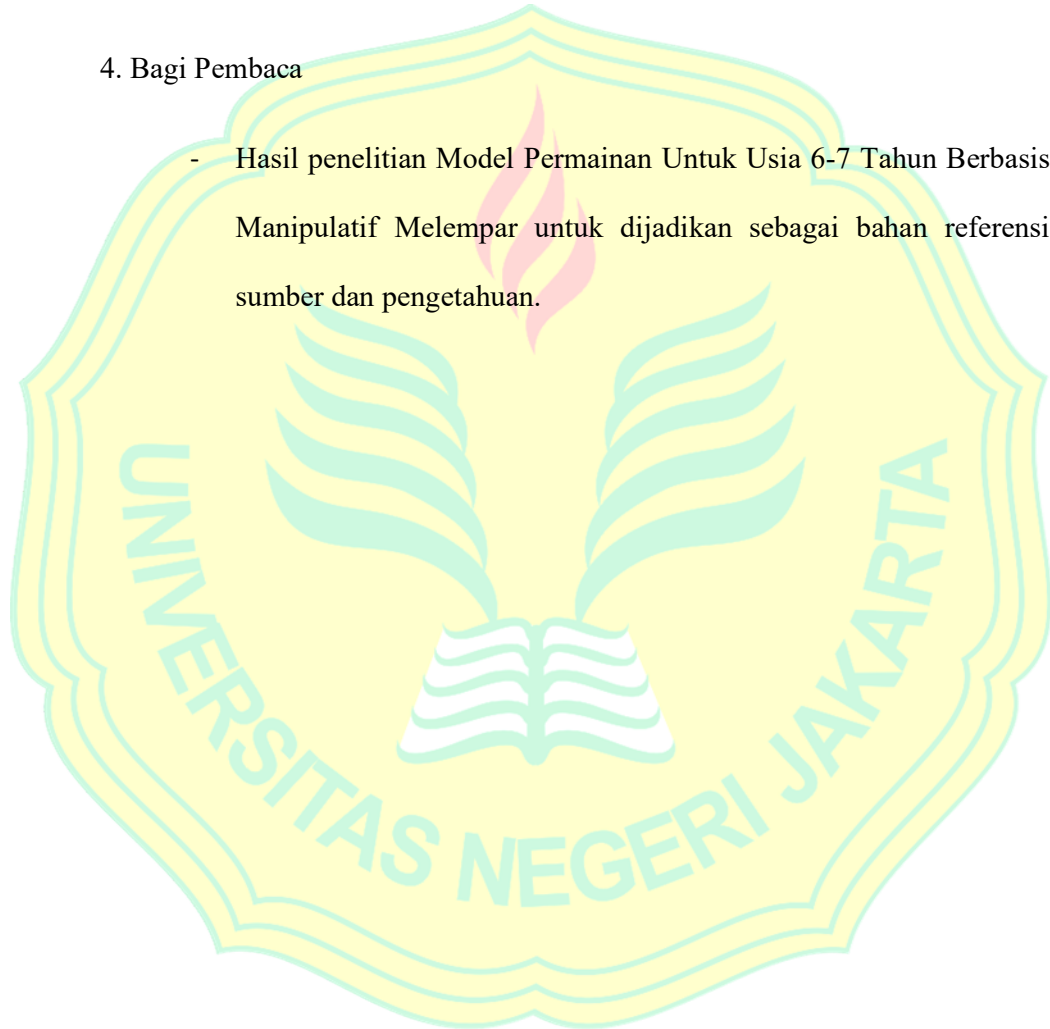 4. Bagi Pembaca
- Hasil penelitian Model Permainan Untuk Usia 6-7 Tahun Berbasis
Manipulatif Melempar untuk dijadikan sebagai bahan referensi
sumber dan pengetahuan.
UNIVERSITAS NEGERI JAKARTA